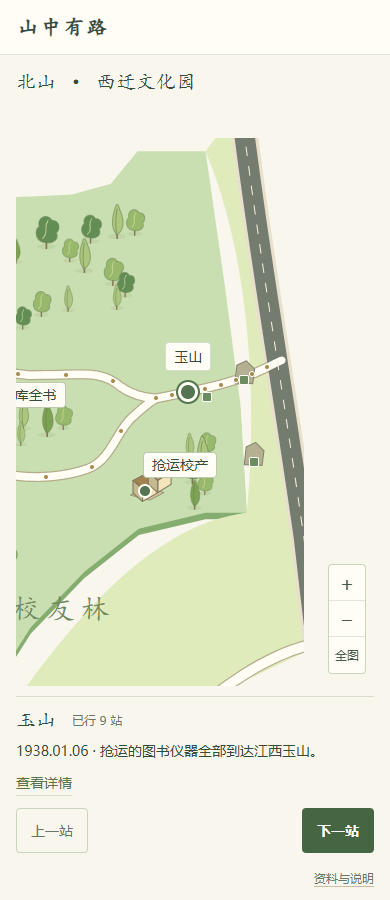 山中有路
北山 • 西迁文化园
玉山
库全书
抢运校产
校友林
+
−
全图
玉山 已行 9 站
1938.01.06 · 抢运的图书仪器全部到达江西玉山。
查看详情
上一站
下一站
资料与说明